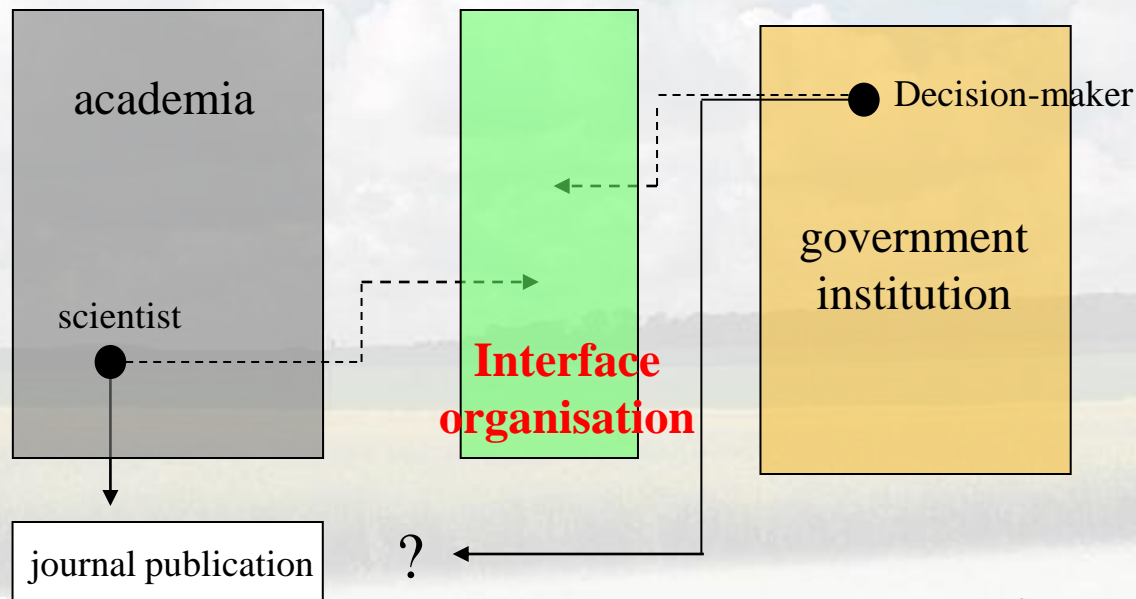 academia
Decision-maker
government
institution
scientist
Interface
organisation
journal publication
?